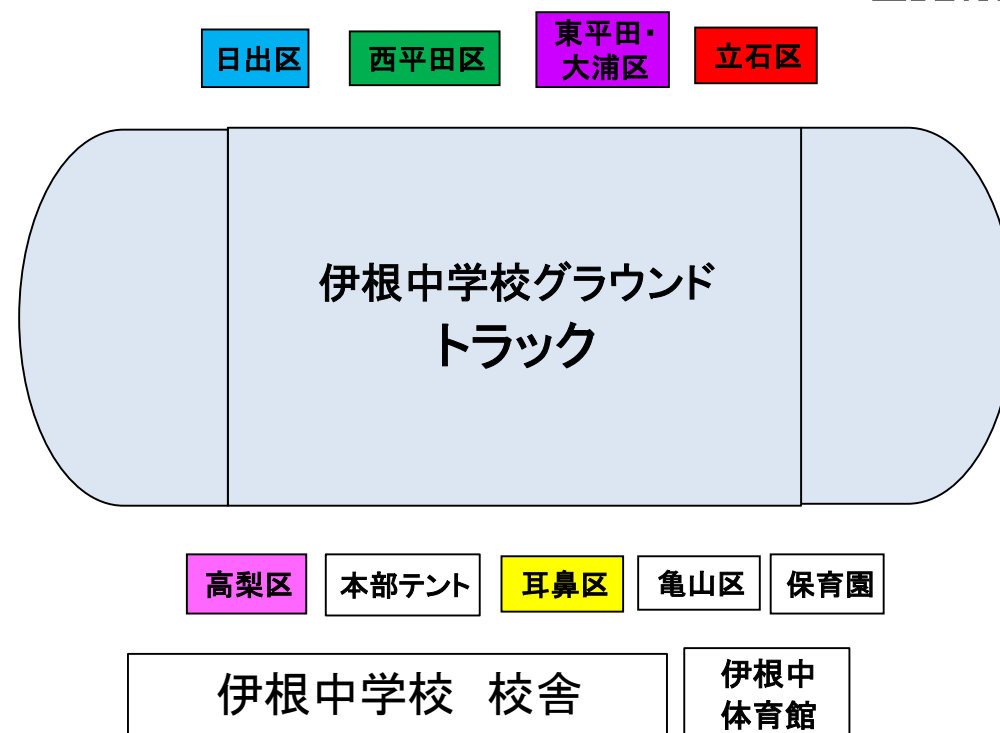 日出区
西平田区
東平田・
大浦区
立石区
伊根中学校グラウンド
トラック
高梨区
本部テント
耳鼻区
亀山区
保育園
伊根中学校　校舎
伊根中
体育館